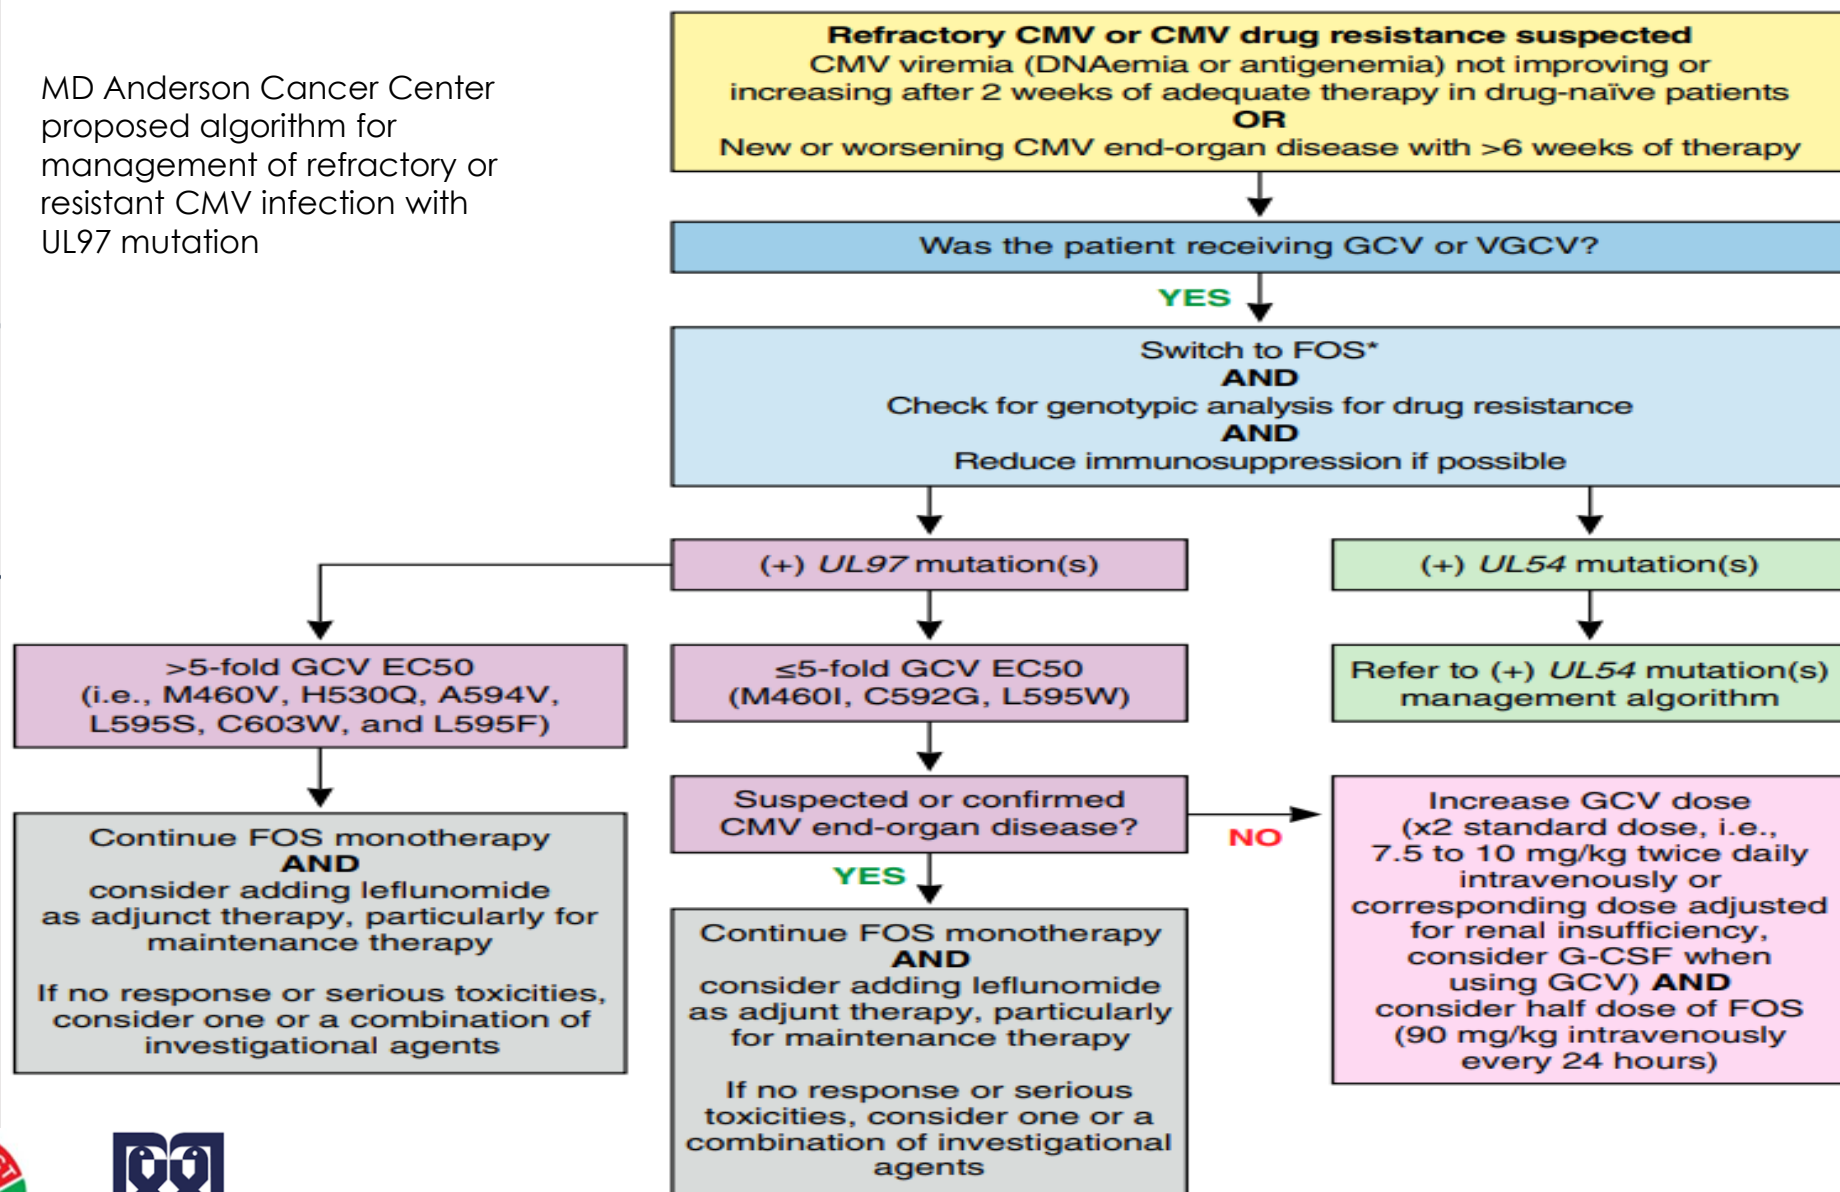 MD Anderson Cancer Center
proposed algorithm for
management of refractory or
resistant CMV infection with
UL97 mutation
Refractory CMV or CMV drug resistance suspected
CMV viremia (DNAemia or antigenemia) not improving or
increasing after 2 weeks of adequate therapy in drug-naïve patients
OR
New or worsening CMV end-organ disease with >6 weeks of therapy
Was the patient receiving GCV or VGCV?
YES
Switch to FOS*
AND
Check for genotypic analysis for drug resistance
AND
Reduce immunosuppression if possible
(+) UL97 mutation(s)
(+) UL54 mutation(s)
>5-fold GCV EC50
(i.e., M460V, H530Q, A594V,
L595S, C603W, and L595F)
≤5-fold GCV EC50
(M460I, C592G, L595W)
Refer to (+) UL54 mutation(s)
management algorithm
Continue FOS monotherapy
AND
consider adding leflunomide
as adjunct therapy, particularly for
maintenance therapy
If no response or serious toxicities,
consider one or a combination of
investigational agents
Suspected or confirmed
CMV end-organ disease?
NO
YES
Increase GCV dose
(x2 standard dose, i.e.,
7.5 to 10 mg/kg twice daily
intravenously or
corresponding dose adjusted
for renal insufficiency,
consider G-CSF when
using GCV) AND
consider half dose of FOS
(90 mg/kg intravenously
every 24 hours)
Continue FOS monotherapy
AND
consider adding leflunomide
as adjunt therapy, particularly
for maintenance therapy
If no response or serious
toxicities, consider one or a
combination of investigational
agents